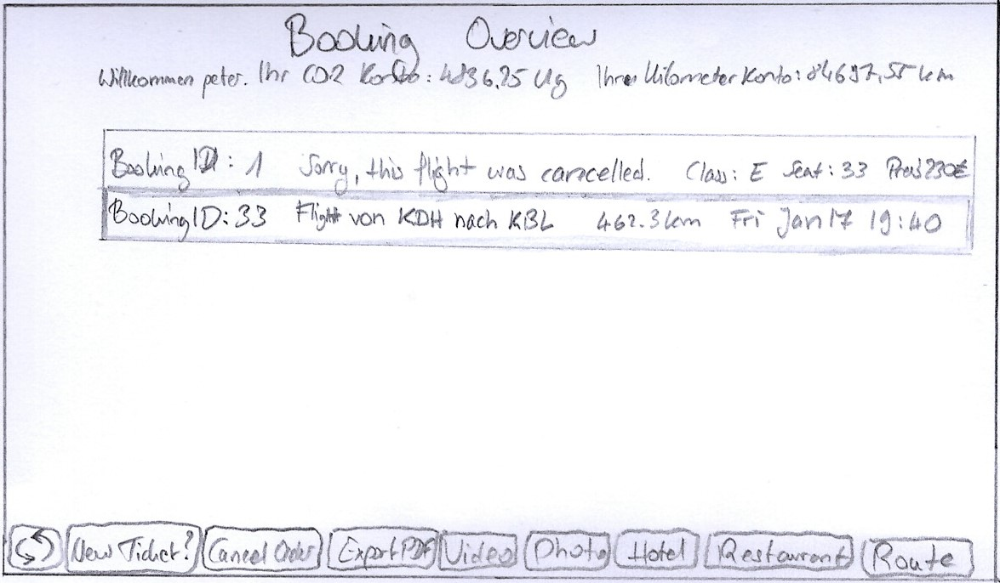 Booking Overview
Willkommen peter. Ihr CO2 Konto: 4836,25 Kg Ihr Kilometer Konto: 84697,55 km
Booking ID: 1 Sorry, this flight was cancelled. Class: E Seat: 33 Preis 230€
Booking ID: 33 Flight von KDH nach KBL 462.3 km Fri Jan 17 19:40
New Ticket? Cancel Order Export PDF Video Photo Hotel Restaurant Route